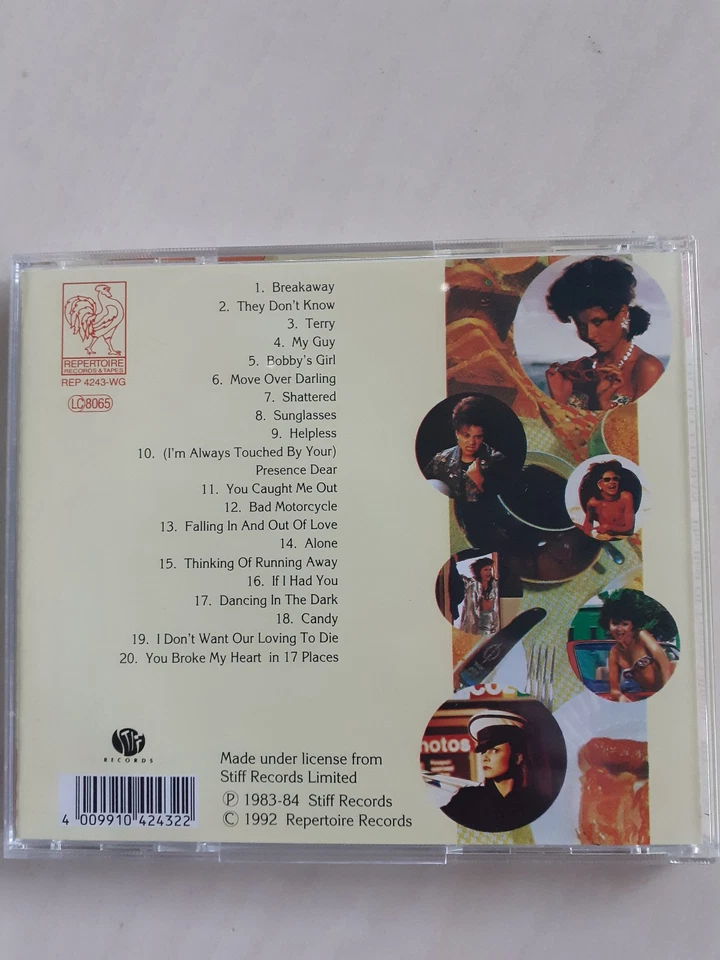 REPERTOIRE
RECORDS & TAPES
REP 4243-WG
LC 8065
1. Breakaway
2. They Don't Know
3. Terry
4. My Guy
5. Bobby's Girl
6. Move Over Darling
7. Shattered
8. Sunglasses
9. Helpless
10. (I'm Always Touched By Your)
Presence Dear
11. You Caught Me Out
12. Bad Motorcycle
13. Falling In And Out Of Love
14. Alone
15. Thinking Of Running Away
16. If I Had You
17. Dancing In The Dark
18. Candy
19. I Don't Want Our Loving To Die
20. You Broke My Heart in 17 Places
hotos
STIFF
RECORDS
Made under license from
Stiff Records Limited
Ⓟ 1983-84 Stiff Records
© 1992 Repertoire Records
4 009910 424322